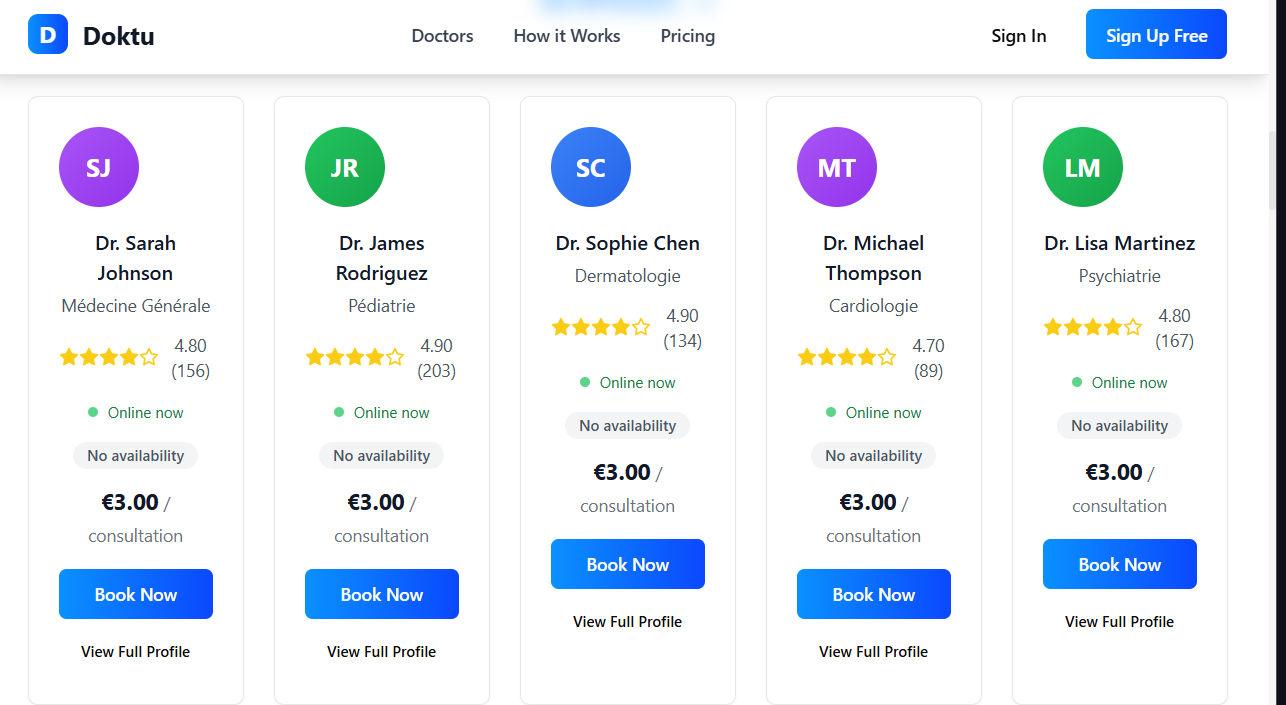 D Doktu Doctors How it Works Pricing Sign In Sign Up Free
SJ
Dr. Sarah
Johnson
Médecine Générale
4.80
(156)
Online now
No availability
€3.00 /
consultation
Book Now
View Full Profile
JR
Dr. James
Rodriguez
Pédiatrie
4.90
(203)
Online now
No availability
€3.00 /
consultation
Book Now
View Full Profile
SC
Dr. Sophie Chen
Dermatologie
4.90
(134)
Online now
No availability
€3.00 /
consultation
Book Now
View Full Profile
MT
Dr. Michael
Thompson
Cardiologie
4.70
(89)
Online now
No availability
€3.00 /
consultation
Book Now
View Full Profile
LM
Dr. Lisa Martinez
Psychiatrie
4.80
(167)
Online now
No availability
€3.00 /
consultation
Book Now
View Full Profile